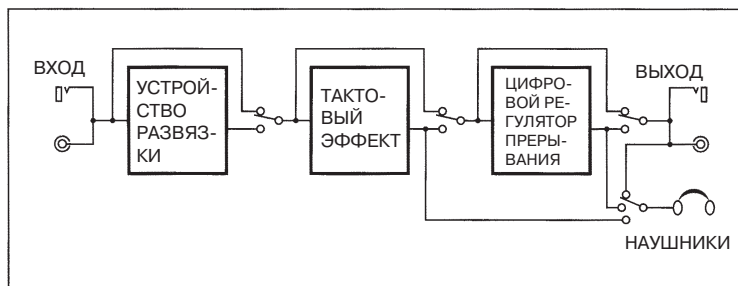 ВХОД
УСТРОЙ-
СТВО
РАЗВЯЗ-
КИ
ТАКТО-
ВЫЙ
ЭФФЕКТ
ЦИФРО-
ВОЙ РЕ-
ГУЛЯТОР
ПРЕРЫ-
ВАНИЯ
ВЫХОД
НАУШНИКИ